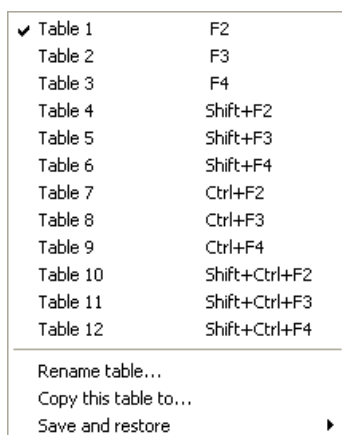 Table 1 F2
Table 2 F3
Table 3 F4
Table 4 Shift+F2
Table 5 Shift+F3
Table 6 Shift+F4
Table 7 Ctrl+F2
Table 8 Ctrl+F3
Table 9 Ctrl+F4
Table 10 Shift+Ctrl+F2
Table 11 Shift+Ctrl+F3
Table 12 Shift+Ctrl+F4
Rename table...
Copy this table to...
Save and restore